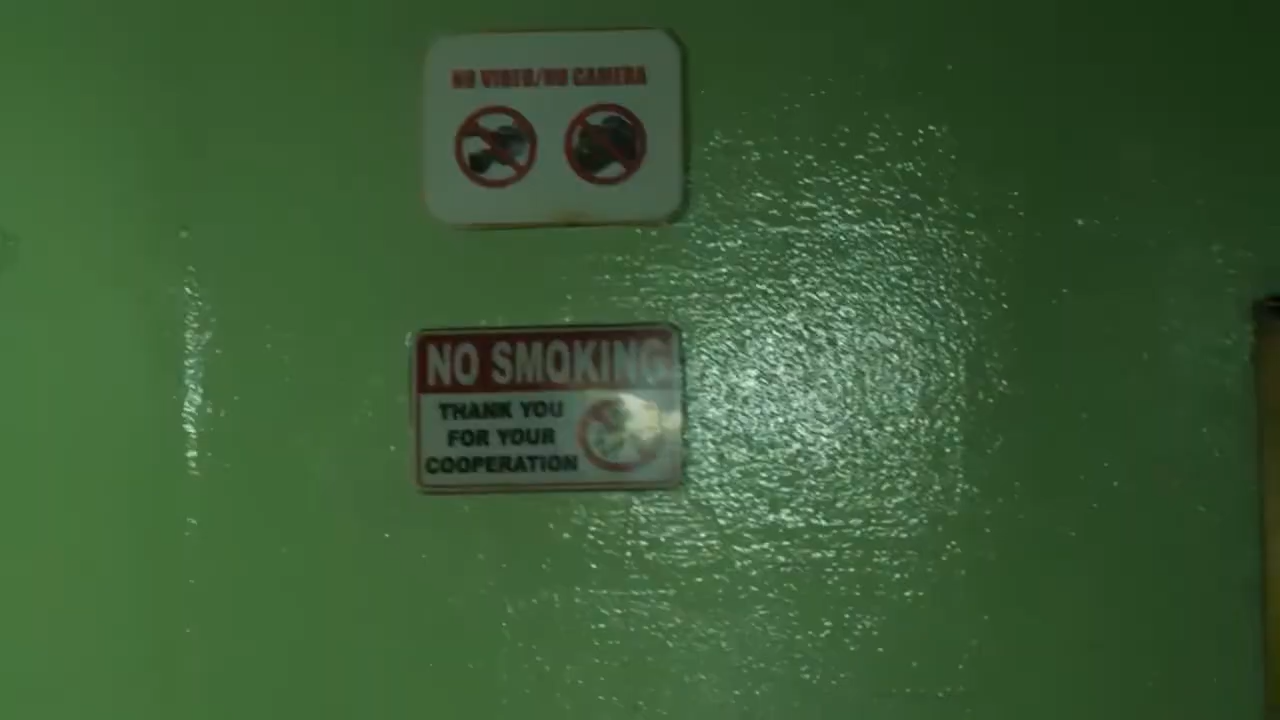 NO VIDEO/NO CAMERA
NO SMOKING
THANK YOU
FOR YOUR
COOPERATION